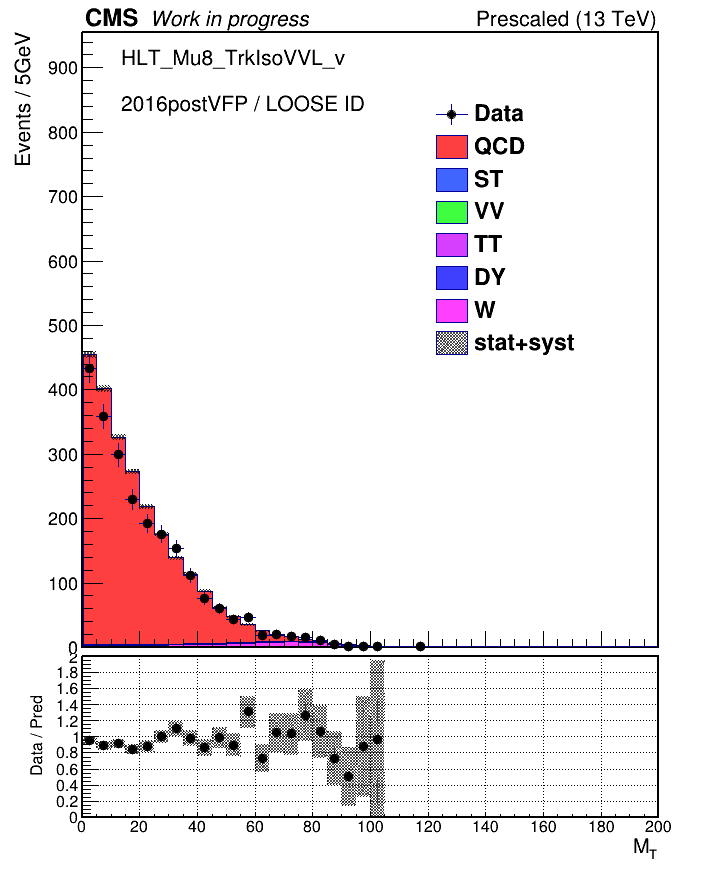 CMS Work in progress Prescaled (13 TeV)
Events / 5GeV
HLT_Mu8_TrkIsoVVL_v
2016postVFP / LOOSE ID
Data
QCD
ST
VV
TT
DY
W
stat+syst
900
800
700
600
500
400
300
200
100
0
Data / Pred
2
1.8
1.6
1.4
1.2
1
0.8
0.6
0.4
0.2
0
0 20 40 60 80 100 120 140 160 180 200
M_T